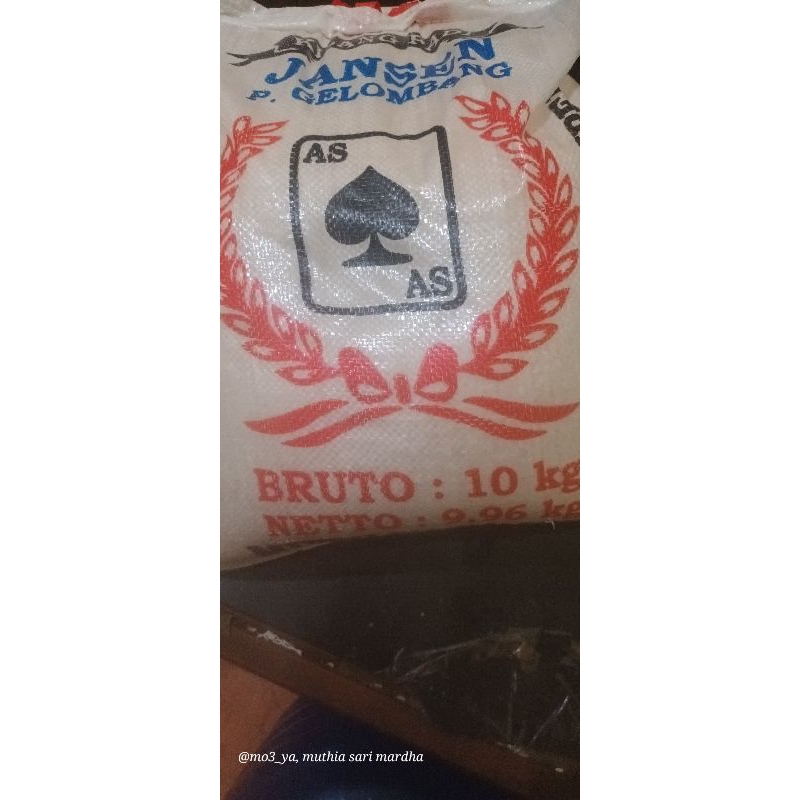 JANSEN
P. GELOMBANG
AS
AS
BRUTO : 10 kg
NETTO : 9.96 kg
@mo3_ya, muthia sari mardha